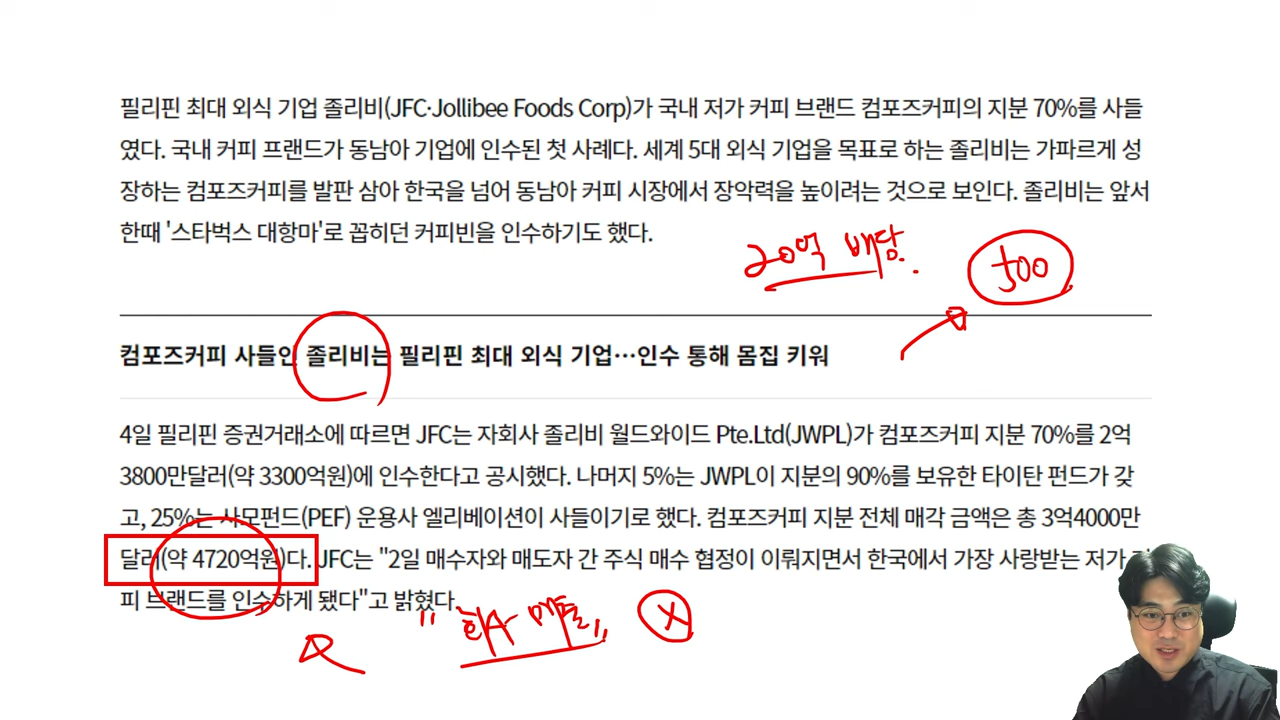 필리핀 최대 외식 기업 졸리비(JFC·Jollibee Foods Corp)가 국내 저가 커피 브랜드 컴포즈커피의 지분 70%를 사들
였다. 국내 커피 프랜드가 동남아 기업에 인수된 첫 사례다. 세계 5대 외식 기업을 목표로 하는 졸리비는 가파르게 성
장하는 컴포즈커피를 발판 삼아 한국을 넘어 동남아 커피 시장에서 장악력을 높이려는 것으로 보인다. 졸리비는 앞서
한때 '스타벅스 대항마'로 꼽히던 커피빈을 인수하기도 했다.
20억 배당.
500
컴포즈커피 사들인 졸리비는 필리핀 최대 외식 기업…인수 통해 몸집 키워
4일 필리핀 증권거래소에 따르면 JFC는 자회사 졸리비 월드와이드 Pte.Ltd(JWPL)가 컴포즈커피 지분 70%를 2억
3800만달러(약 3300억원)에 인수한다고 공시했다. 나머지 5%는 JWPL이 지분의 90%를 보유한 타이탄 펀드가 갖
고, 25%는 사모펀드(PEF) 운용사 엘리베이션이 사들이기로 했다. 컴포즈커피 지분 전체 매각 금액은 총 3억4000만
달러(약 4720억원)다. JFC는 "2일 매수자와 매도자 간 주식 매수 협정이 이뤄지면서 한국에서 가장 사랑받는 저가
피 브랜드를 인수하게 됐다"고 밝혔다.
"회사 매출" X